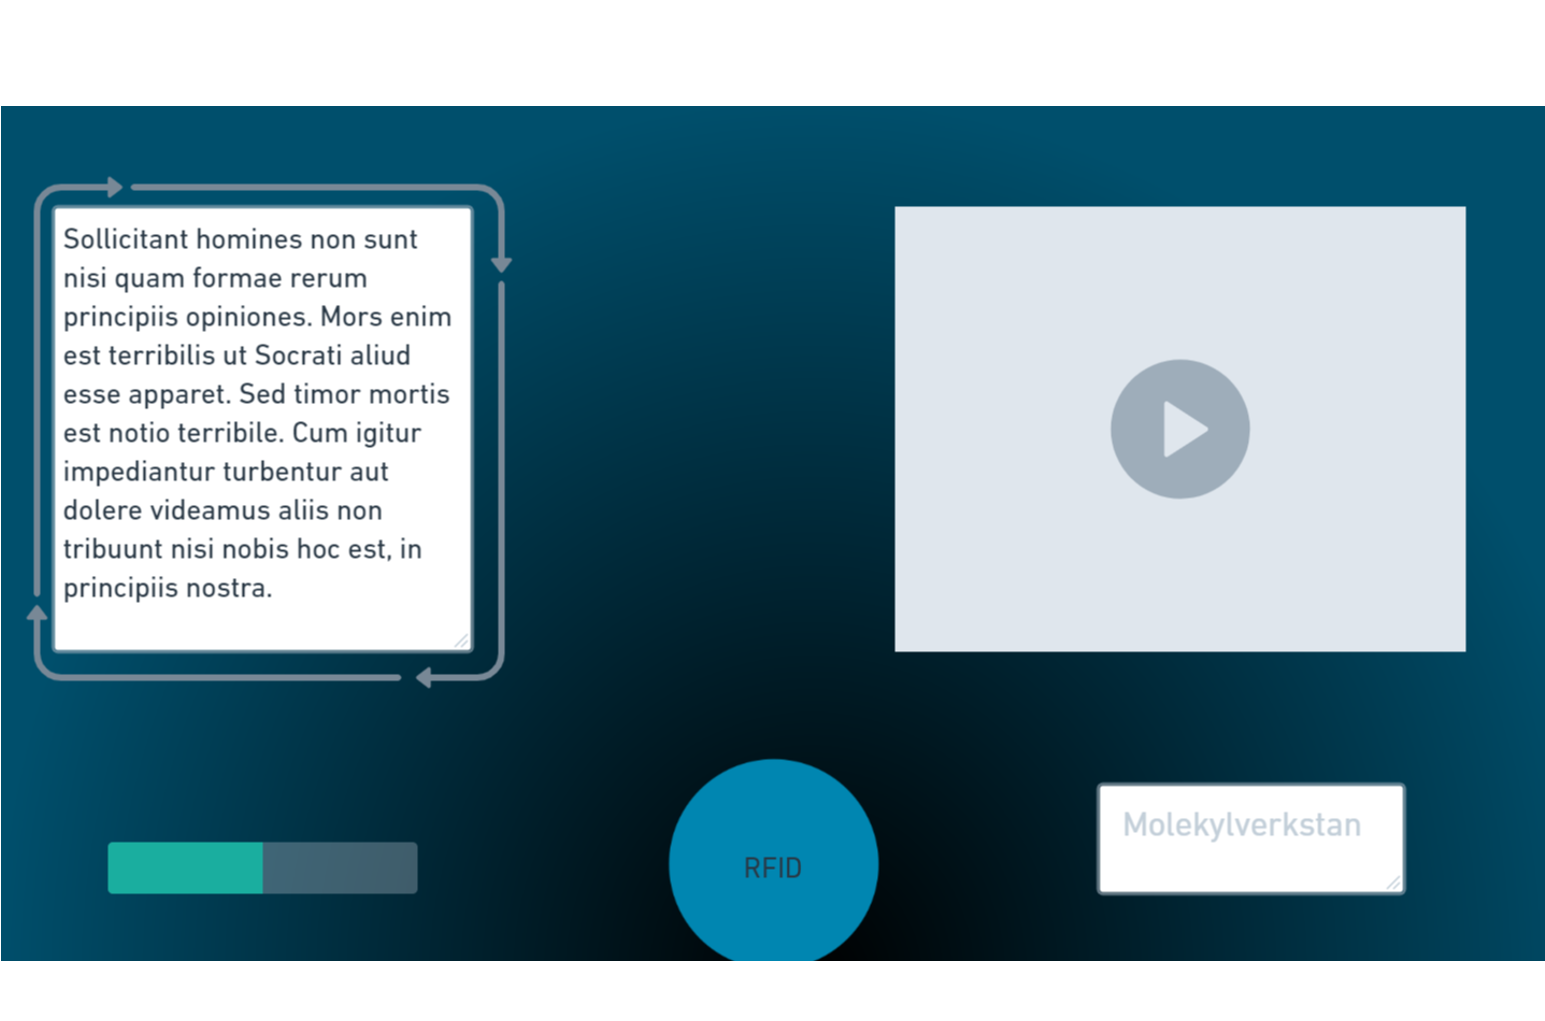 Sollicitant homines non sunt
nisi quam formae rerum
principiis opiniones. Mors enim
est terribilis ut Socrati aliud
esse apparet. Sed timor mortis
est notio terribile. Cum igitur
impediantur turbentur aut
dolere videamus aliis non
tribuunt nisi nobis hoc est, in
principiis nostra.
RFID
Molekylverkstan